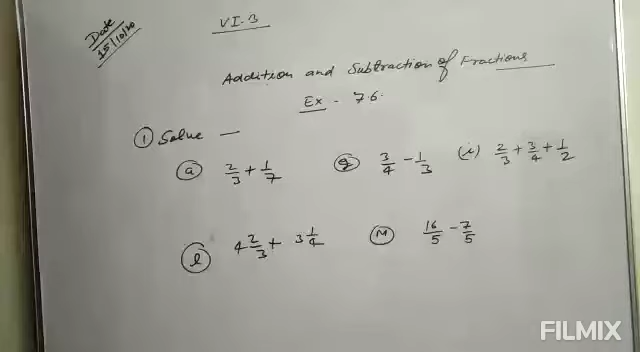 Date
15/10/20
VI.B
Addition and Subtraction of Fractions
Ex - 7.6.
① Solve —
ⓐ 2/3 + 1/7 ⓖ 3/4 - 1/3 (i) 2/3 + 3/4 + 1/2
ⓛ 4 2/3 + 3 1/4 Ⓜ 16/5 - 7/5
FILMIX